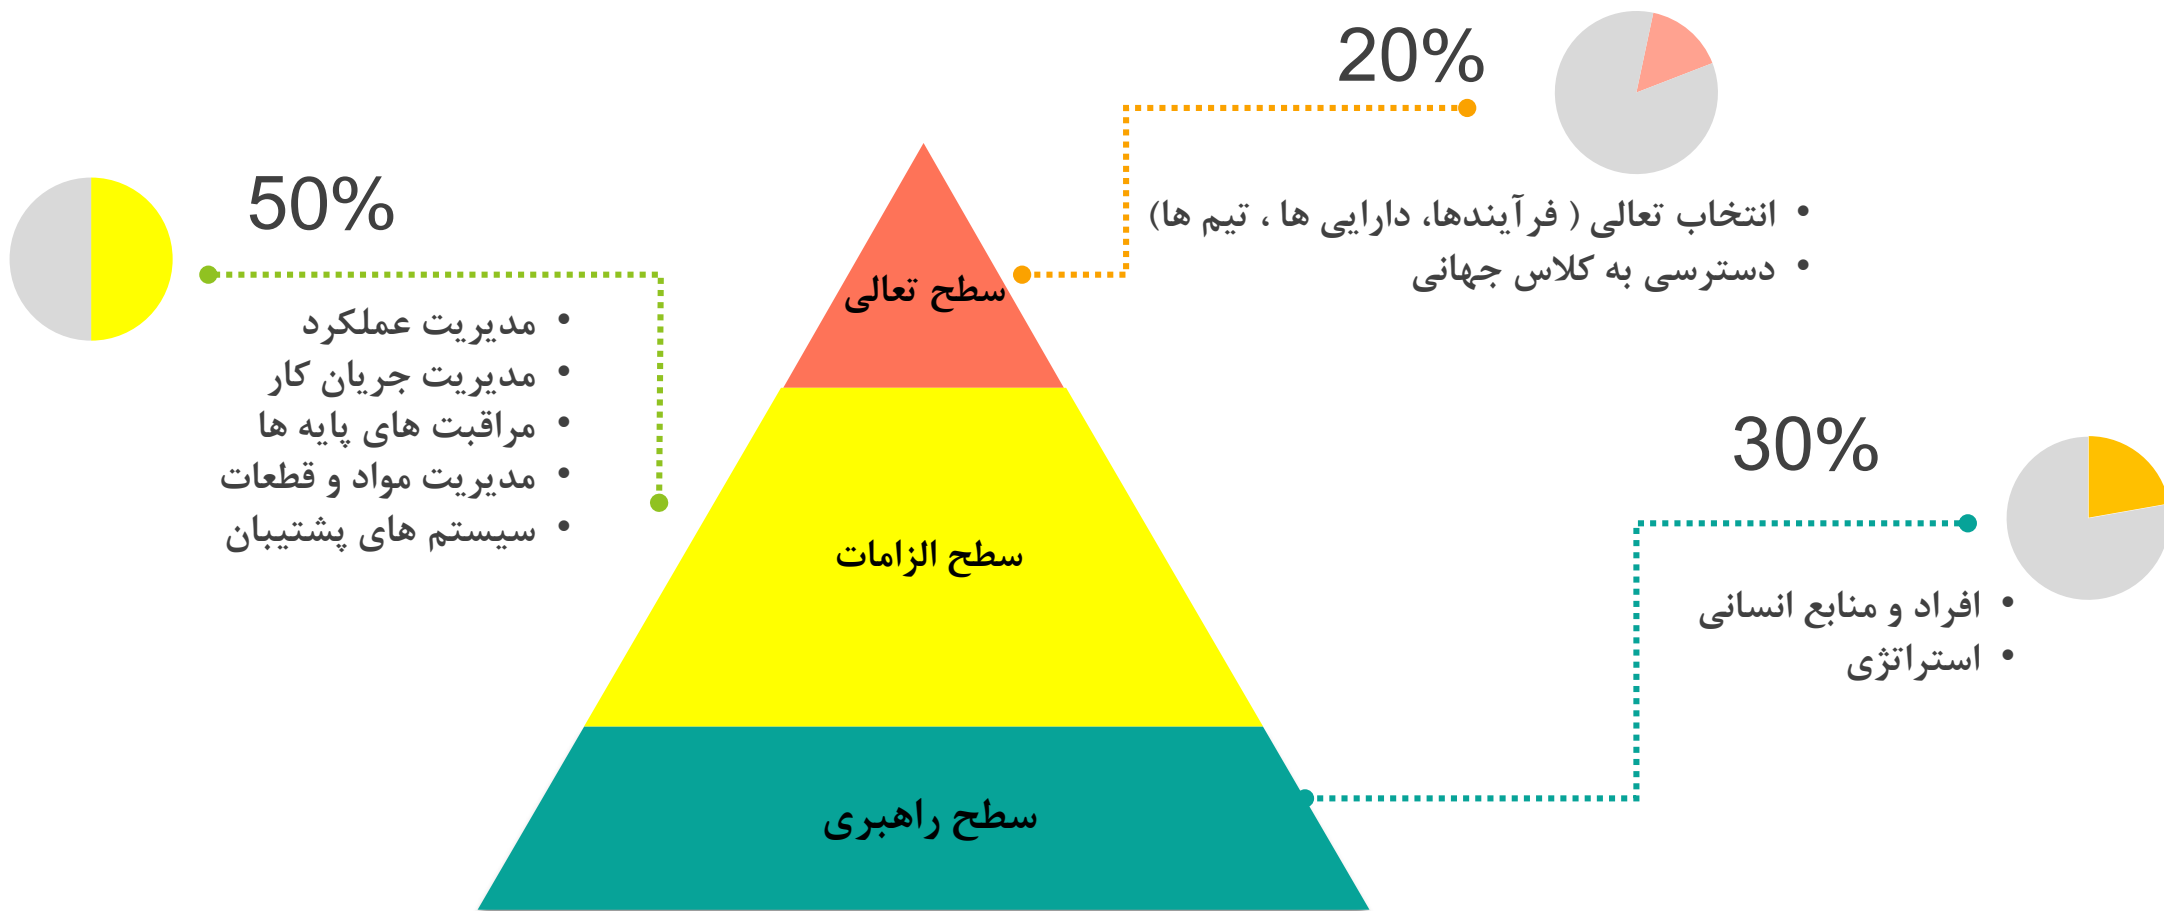 20%
• انتخاب تعالی ( فرآیندها، دارایی ها ، تیم ها)
• دسترسی به کلاس جهانی
50%
• مدیریت عملکرد
• مدیریت جریان کار
• مراقبت های پایه ها
• مدیریت مواد و قطعات
• سیستم های پشتیبان
سطح تعالی
سطح الزامات
سطح راهبری
30%
• افراد و منابع انسانی
• استراتژی